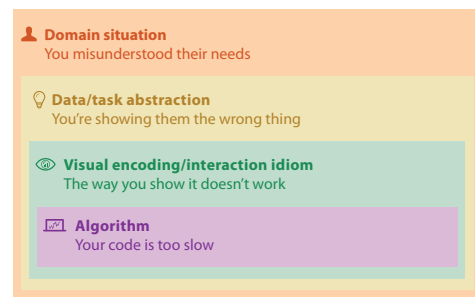 Domain situation
You misunderstood their needs
Data/task abstraction
You're showing them the wrong thing
Visual encoding/interaction idiom
The way you show it doesn't work
Algorithm
Your code is too slow